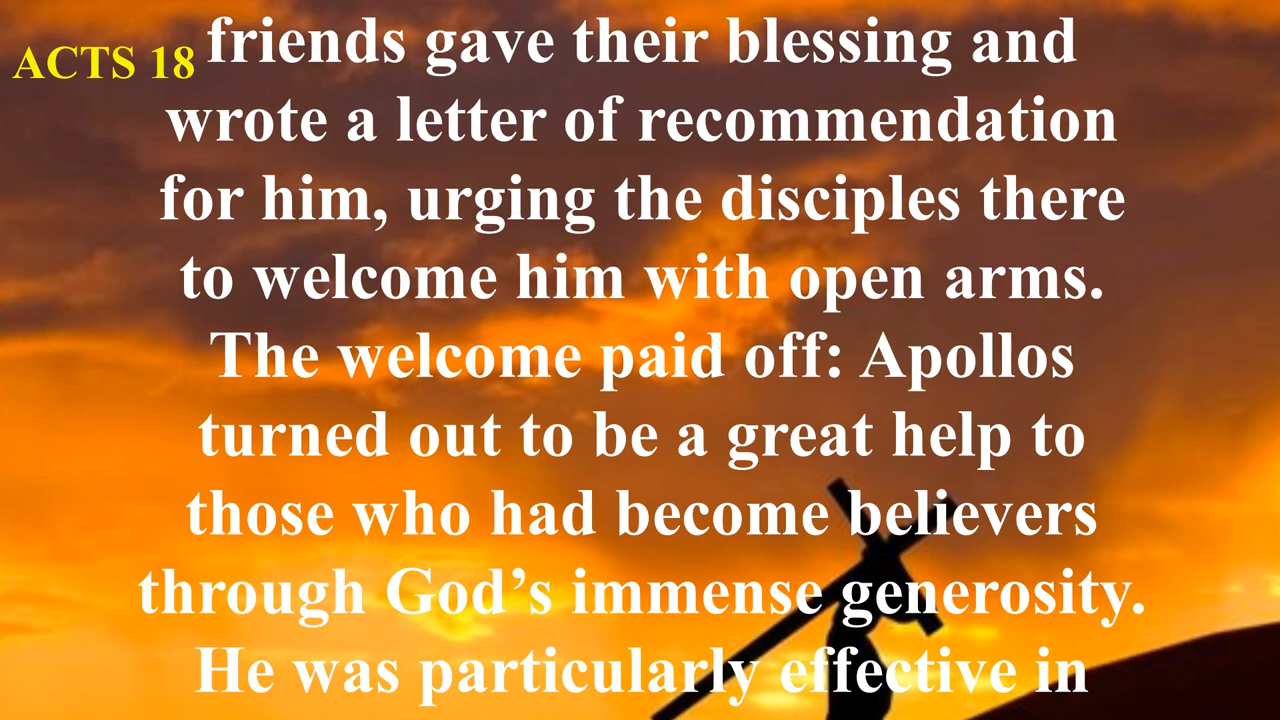 ACTS 18
friends gave their blessing and
wrote a letter of recommendation
for him, urging the disciples there
to welcome him with open arms.
The welcome paid off: Apollos
turned out to be a great help to
those who had become believers
through God’s immense generosity.
He was particularly effective in